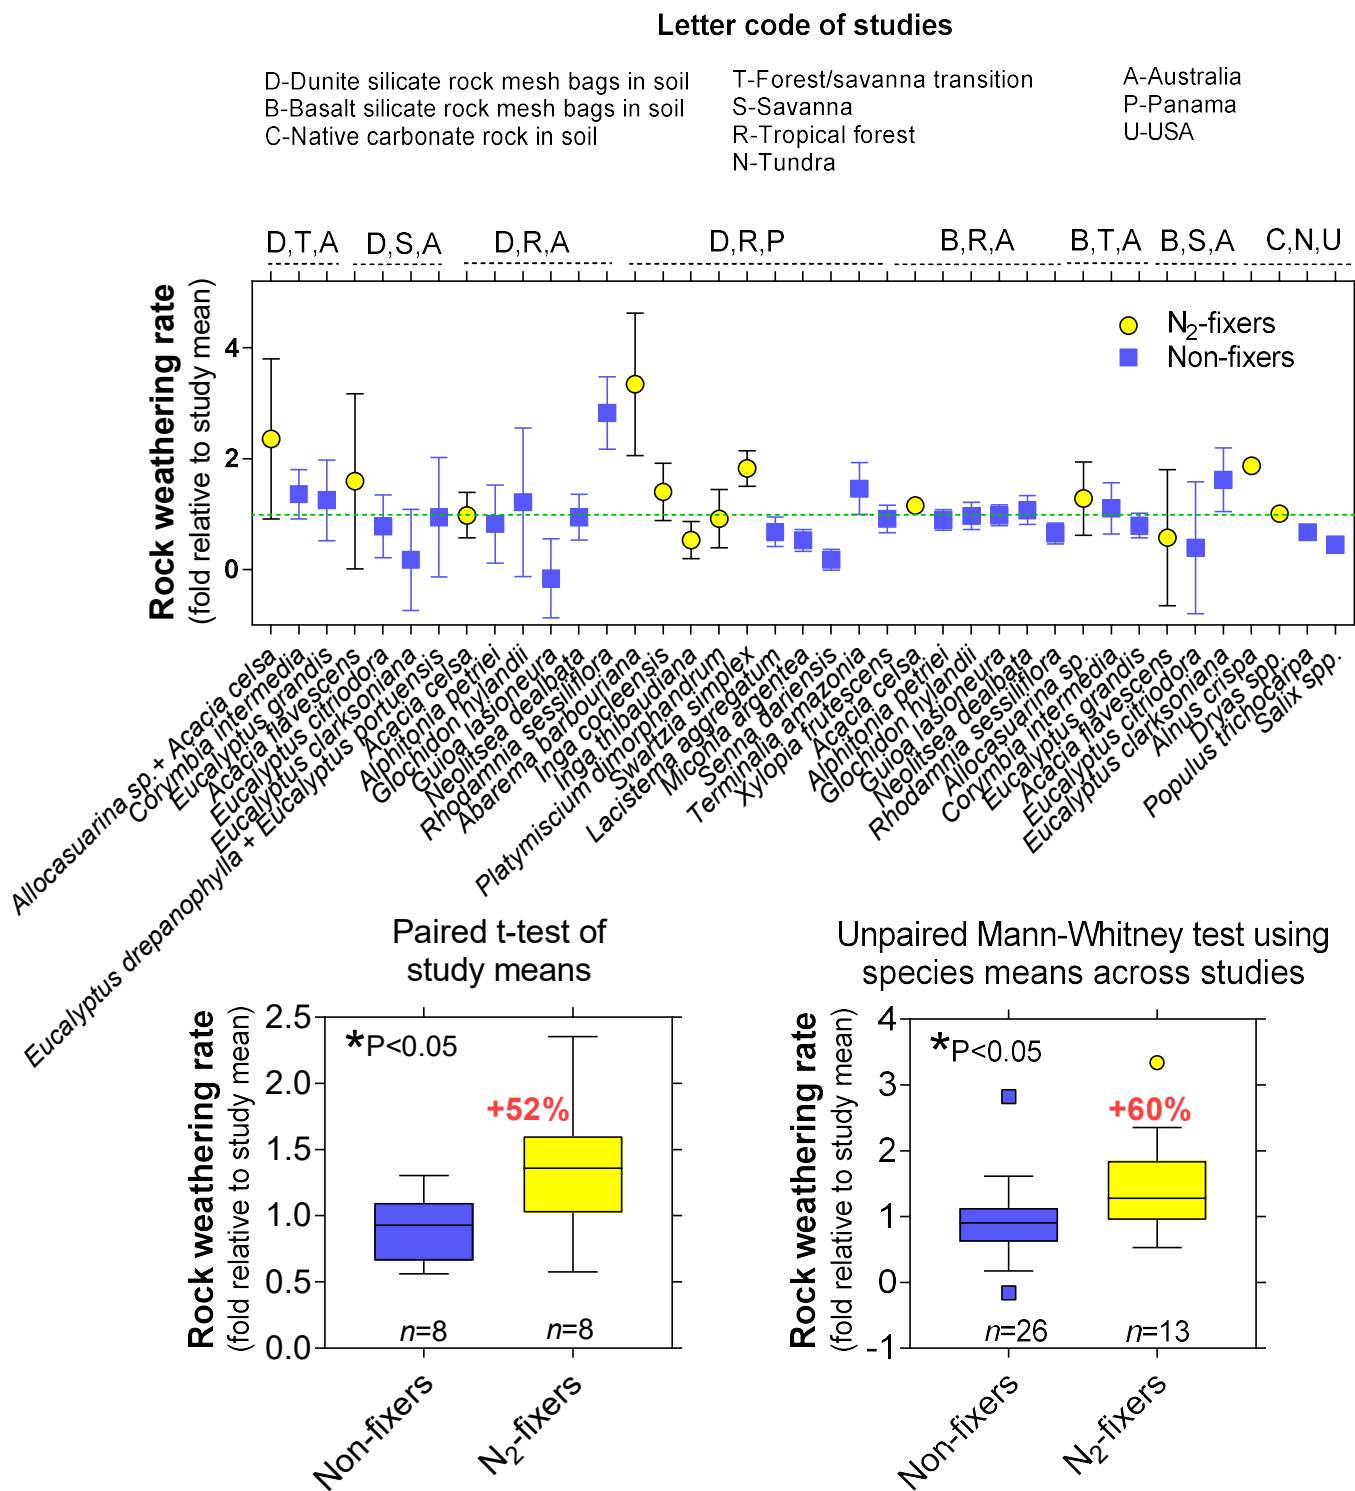 Letter code of studies
D-Dunite silicate rock mesh bags in soil
B-Basalt silicate rock mesh bags in soil
C-Native carbonate rock in soil
T-Forest/savanna transition
S-Savanna
R-Tropical forest
N-Tundra
A-Australia
P-Panama
U-USA
D,T,A
D,S,A
D,R,A
D,R,P
B,R,A
B,T,A
B,S,A
C,N,U
Rock weathering rate
(fold relative to study mean)
4
2
0
N2-fixers
Non-fixers
Allocasuarina sp + Acacia celsa
Corymbia intermedia
Eucalyptus grandis
Acacia flavescens
Eucalyptus citriodora
Eucalyptus clarksoniana
Eucalyptus drepanophylla + Eucalyptus portuensis
Acacia celsa
Alphitonia petriei
Glochidon hylandii
Guioa lasioneura
Neolitsea dealbata
Rhodamnia sessiliflora
Abarema barbouriana
Inga cocleensis
Inga thibaudiana
Platymiscium dimorphandrum
Swartzia simplex
Lacistema aggregatum
Miconia argentea
Senna dariensis
Terminalia amazonia
Xylopia frutescens
Acacia celsa
Alphitonia petriei
Glochidon hylandii
Guioa lasioneura
Neolitsea dealbata
Rhodamnia sessiliflora
Allocasuarina sp.
Corymbia intermedia
Eucalyptus grandis
Acacia flavescens
Eucalyptus citriodora
Eucalyptus clarksoniana
Alnus crispa
Dryas spp.
Populus trichocarpa
Salix spp.
Paired t-test of
study means
Rock weathering rate
(fold relative to study mean)
2.5
2.0
1.5
1.0
0.5
0.0
*P<0.05
+52%
n=8
n=8
Non-fixers
N2-fixers
Unpaired Mann-Whitney test using
species means across studies
Rock weathering rate
(fold relative to study mean)
4
3
2
1
0
-1
*P<0.05
+60%
n=26
n=13
Non-fixers
N2-fixers